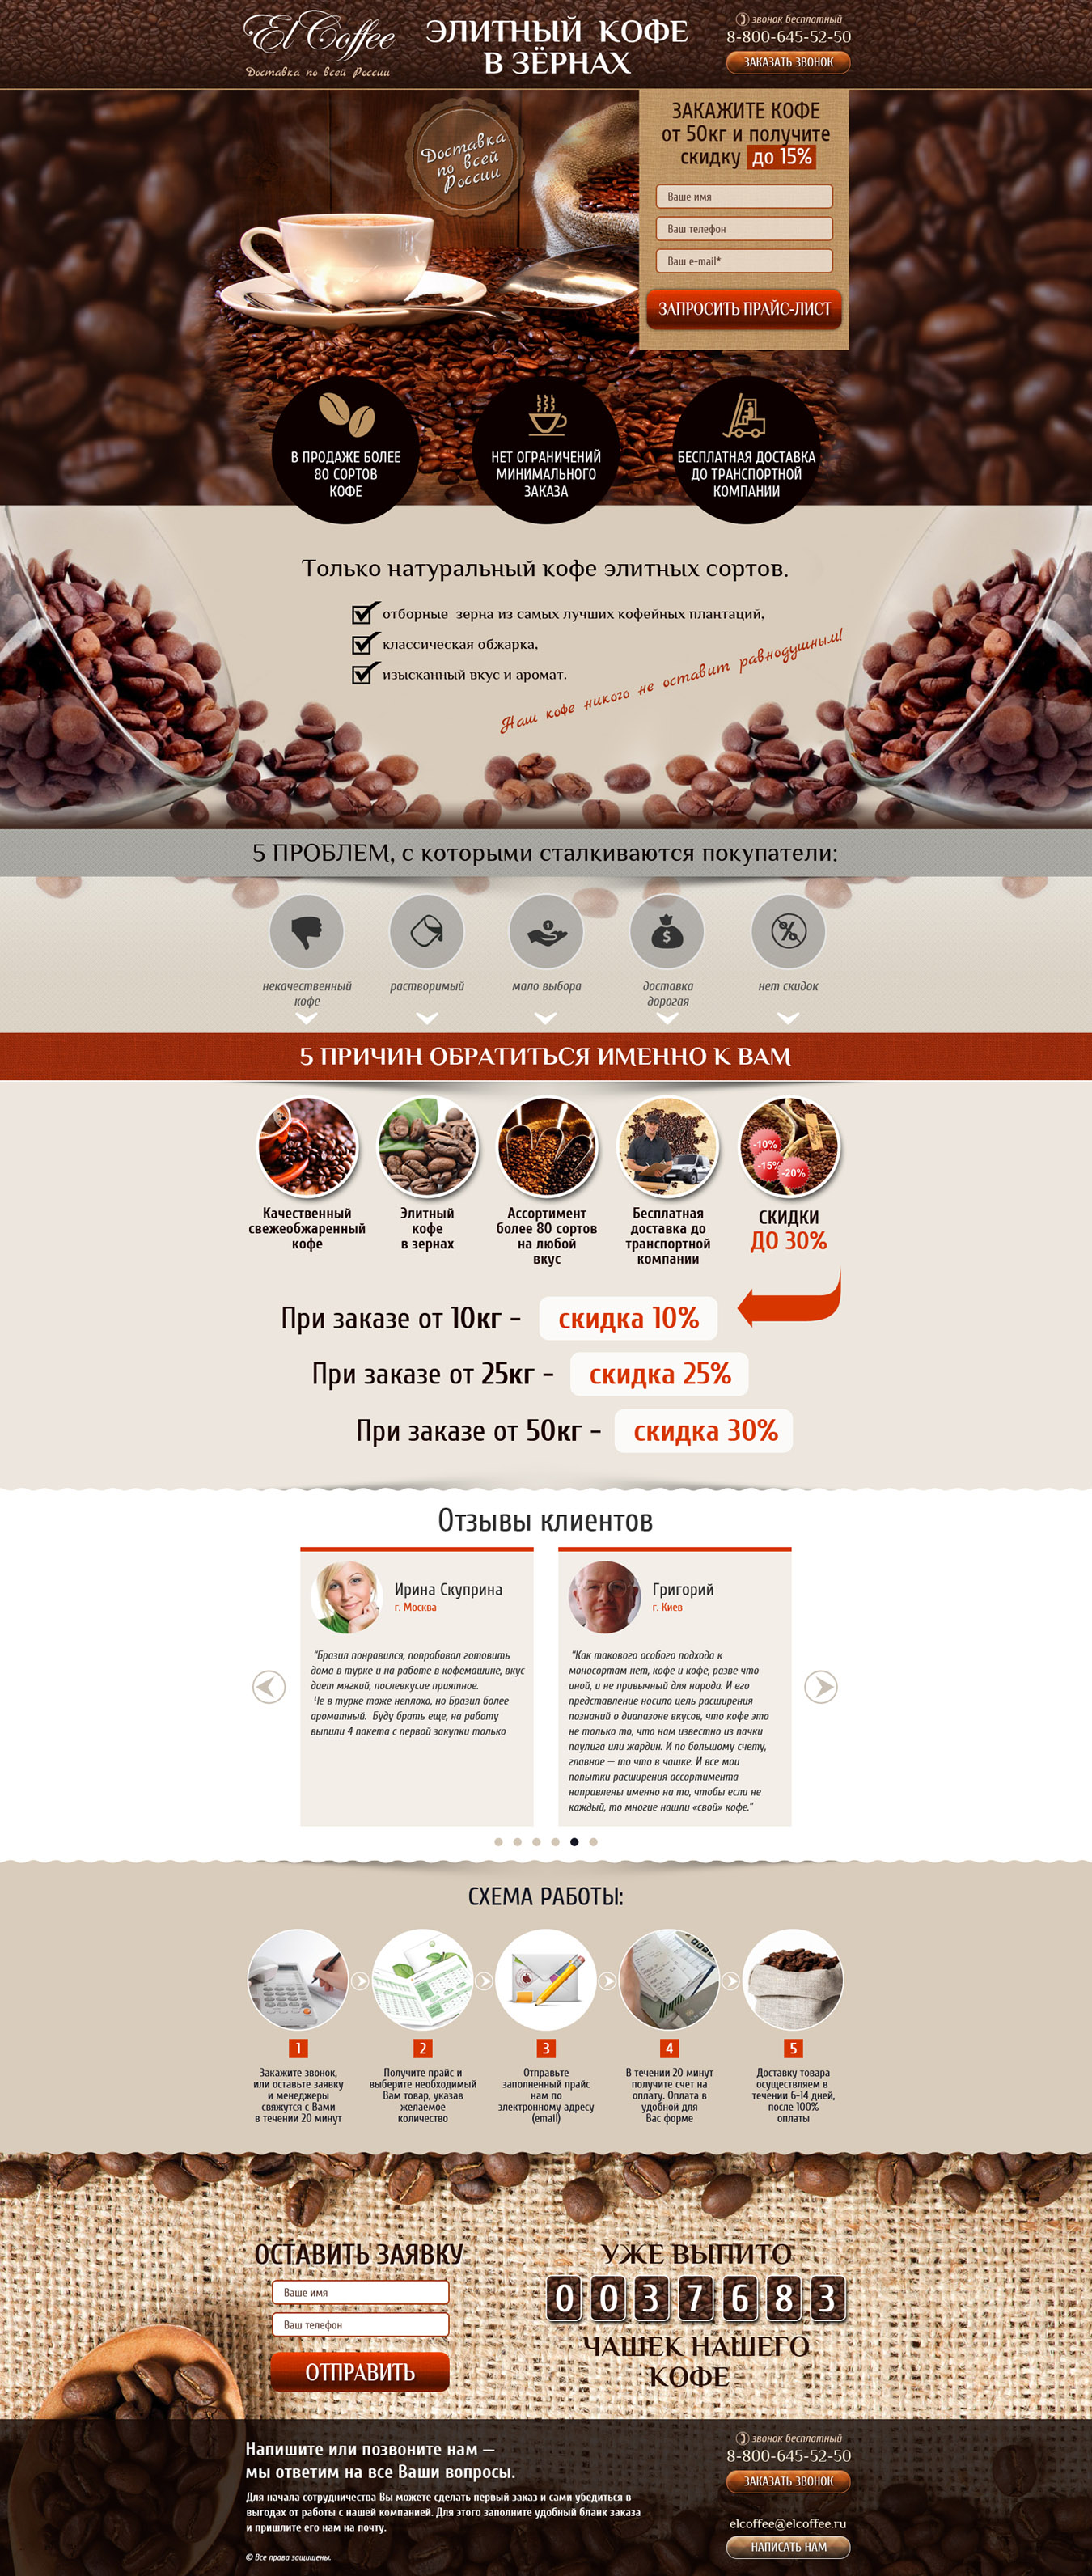 El Coffee
Доставка по всей России
ЭЛИТНЫЙ КОФЕ
В ЗЁРНАХ
звонок бесплатный
8-800-645-52-50
ЗАКАЗАТЬ ЗВОНОК
Доставка
по всей
России
ЗАКАЖИТЕ КОФЕ
от 50кг и получите
скидку до 15%
Ваше имя
Ваш телефон
Ваш e-mail*
ЗАПРОСИТЬ ПРАЙС-ЛИСТ
В ПРОДАЖЕ БОЛЕЕ
80 СОРТОВ
КОФЕ
НЕТ ОГРАНИЧЕНИЙ
МИНИМАЛЬНОГО
ЗАКАЗА
БЕСПЛАТНАЯ ДОСТАВКА
ДО ТРАНСПОРТНОЙ
КОМПАНИИ
Только натуральный кофе элитных сортов.
отборные зерна из самых лучших кофейных плантаций,
классическая обжарка,
изысканный вкус и аромат.
Наш кофе никого не оставит равнодушным!
5 ПРОБЛЕМ, с которыми сталкиваются покупатели:
некачественный
кофе
растворимый
мало выбора
доставка
дорогая
нет скидок
5 ПРИЧИН ОБРАТИТЬСЯ ИМЕННО К ВАМ
-10%
-15%
-20%
Качественный
свежеобжаренный
кофе
Элитный
кофе
в зернах
Ассортимент
более 80 сортов
на любой
вкус
Бесплатная
доставка до
транспортной
компании
СКИДКИ
ДО 30%
При заказе от 10кг - скидка 10%
При заказе от 25кг - скидка 25%
При заказе от 50кг - скидка 30%
Отзывы клиентов
Ирина Скуприна
г. Москва
"Бразил понравился, попробовал готовить
дома в турке и на работе в кофемашине, вкус
дает мягкий, послевкусие приятное.
Че в турке тоже неплохо, но Бразил более
ароматный. Буду брать еще, на работу
выпили 4 пакета с первой закупки только
Григорий
г. Киев
"Как такового особого подхода к
моносортам нет, кофе и кофе, разве что
иной, и не привычный для народа. И его
представление носило цель расширения
познаний о диапазоне вкусов, что кофе это
не только то, что нам известно из пачки
паулига или жардин. И по большому счету,
главное — то что в чашке. И все мои
попытки расширения ассортимента
направлены именно на то, чтобы если не
каждый, то многие нашли «свой» кофе."
СХЕМА РАБОТЫ:
1
Закажите звонок,
или оставьте заявку
и менеджеры
свяжутся с Вами
в течении 20 минут
2
Получите прайс и
выберите необходимый
Вам товар, указав
желаемое
количество
3
Отправьте
заполненный прайс
нам по
электронному адресу
(email)
4
В течении 20 минут
получите счет на
оплату. Оплата в
удобной для
Вас форме
5
Доставку товара
осуществляем в
течении 6-14 дней,
после 100%
оплаты
ОСТАВИТЬ ЗАЯВКУ
Ваше имя
Ваш телефон
ОТПРАВИТЬ
УЖЕ ВЫПИТО
0037683
ЧАШЕК НАШЕГО
КОФЕ
Напишите или позвоните нам —
мы ответим на все Ваши вопросы.
Для начала сотрудничества Вы можете сделать первый заказ и сами убедиться в
выгодах от работы с нашей компанией. Для этого заполните удобный бланк заказа
и пришлите его нам на почту.
© Все права защищены.
звонок бесплатный
8-800-645-52-50
ЗАКАЗАТЬ ЗВОНОК
elcoffee@elcoffee.ru
НАПИСАТЬ НАМ